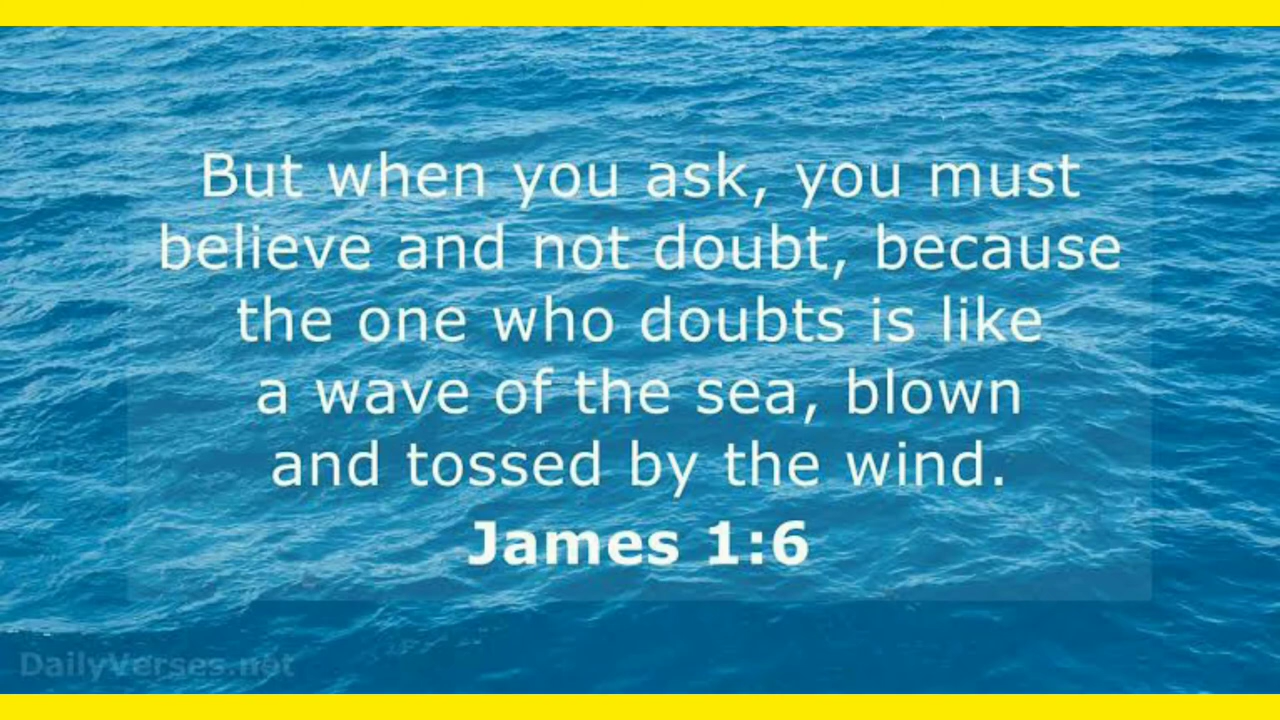 But when you ask, you must
believe and not doubt, because
the one who doubts is like
a wave of the sea, blown
and tossed by the wind.
James 1:6
DailyVerses.net